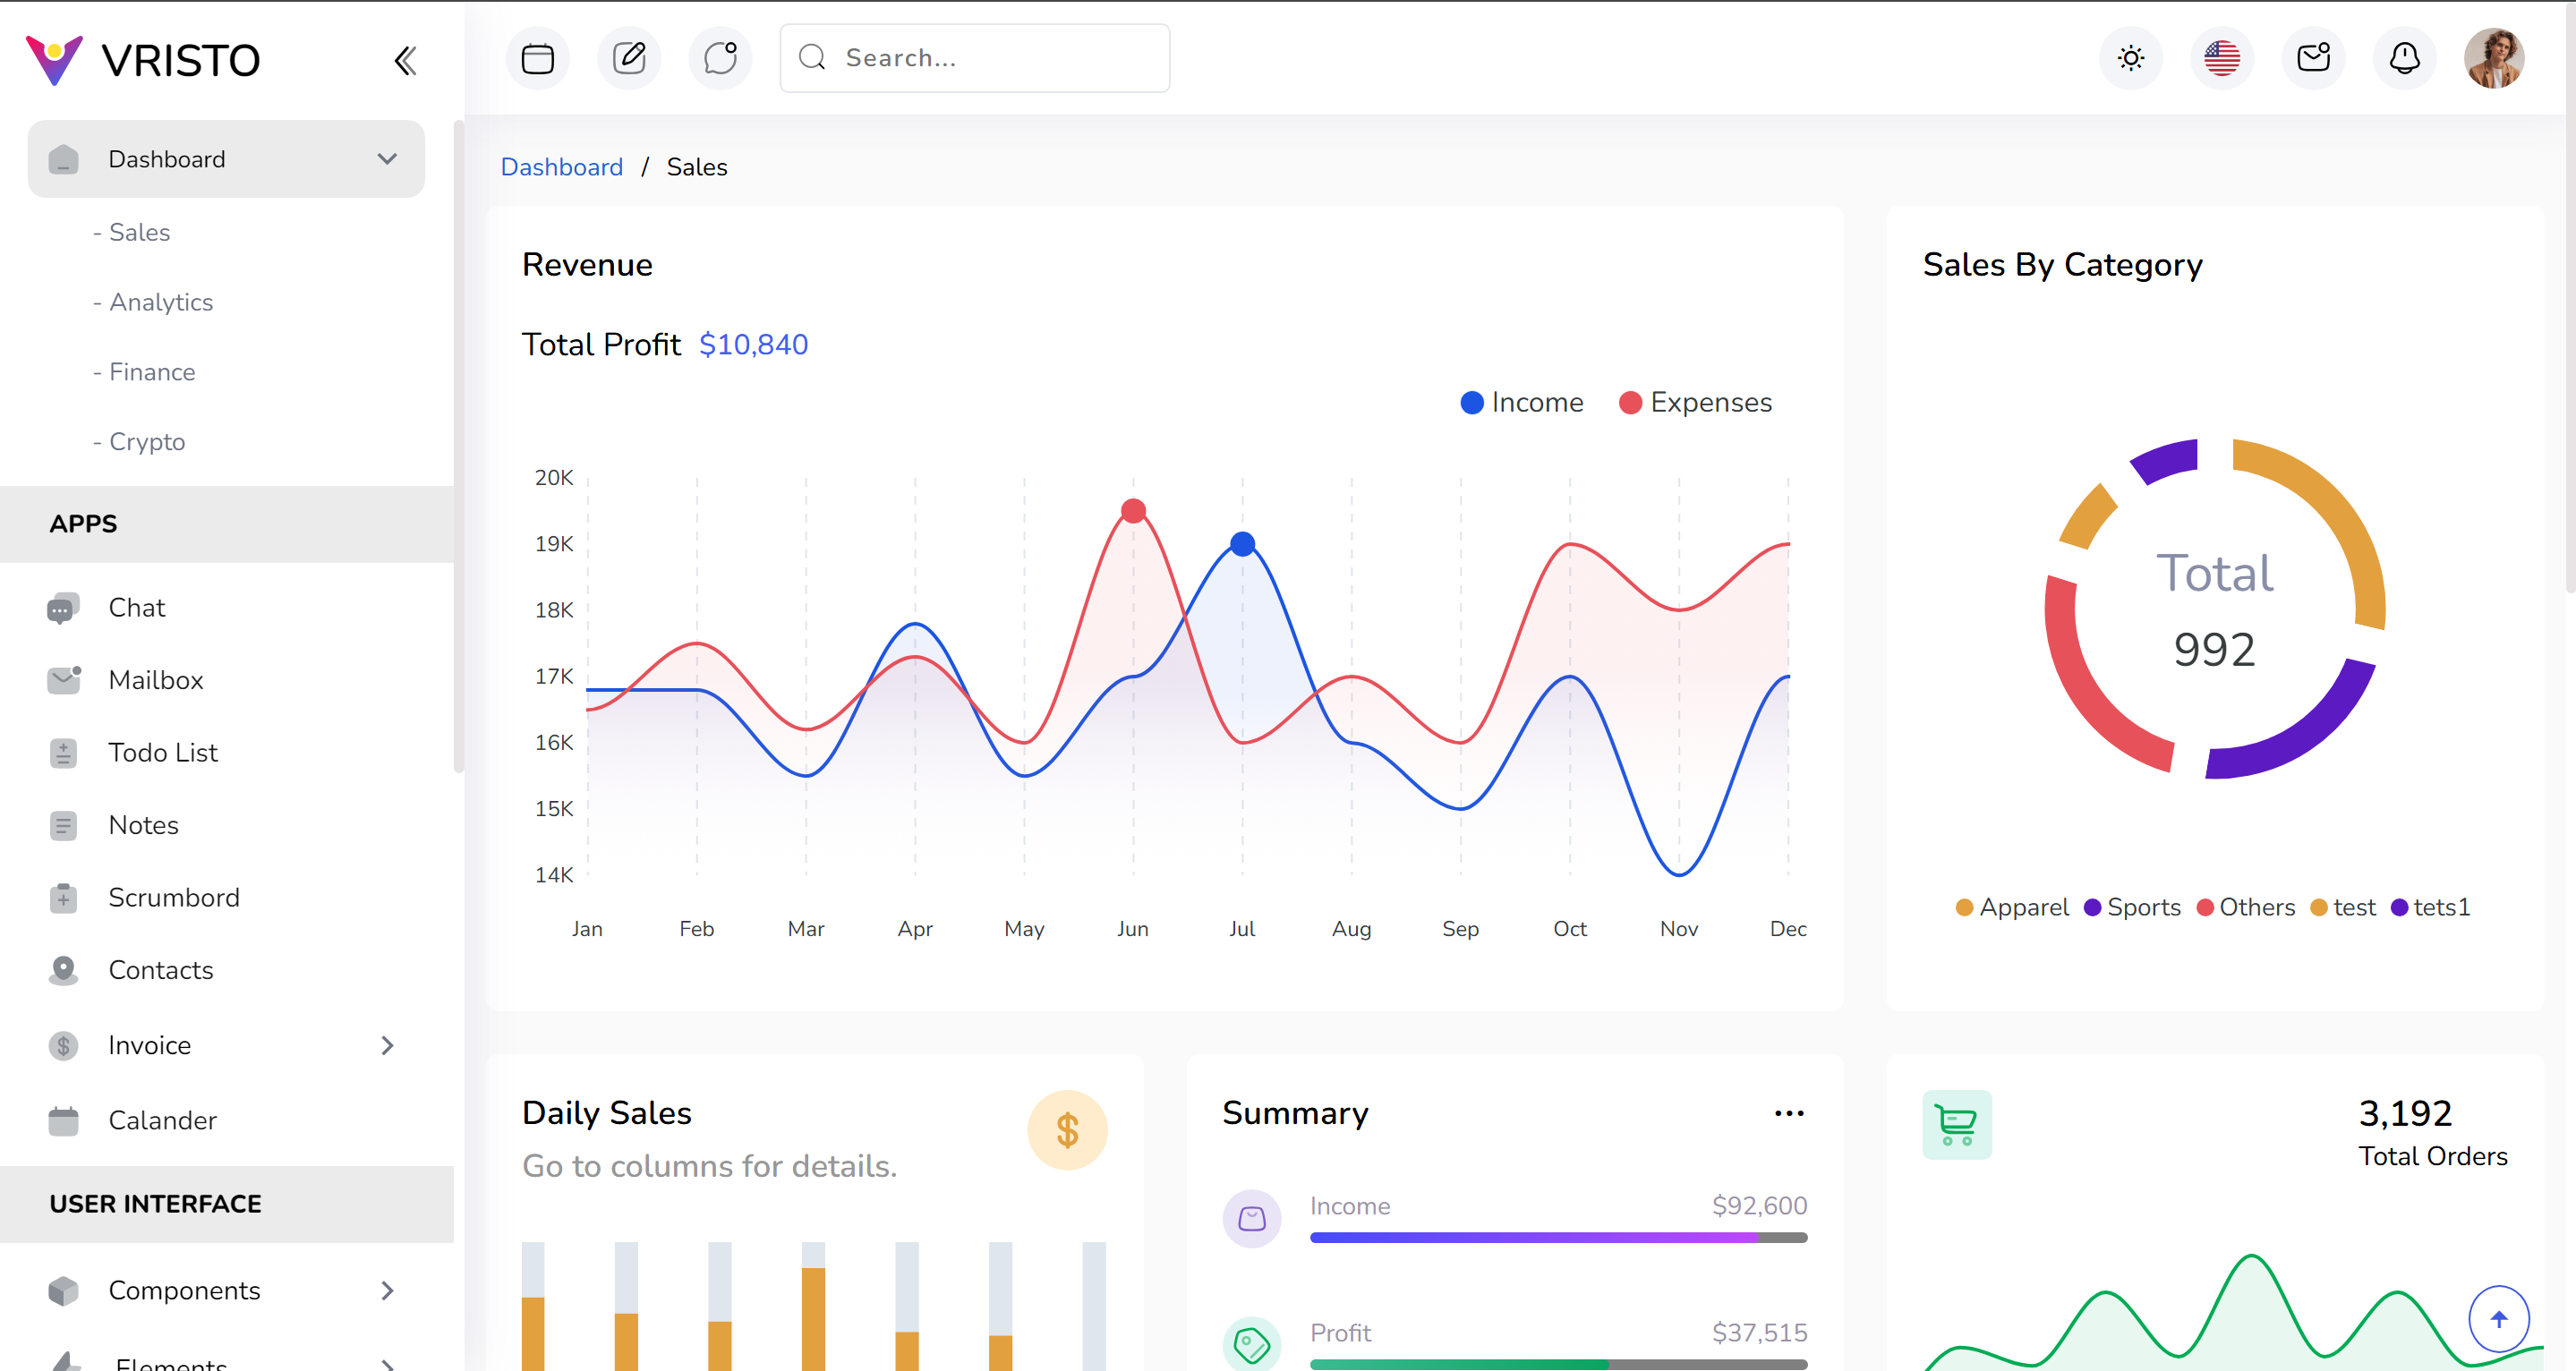 VRISTO
Search...
Dashboard
- Sales
- Analytics
- Finance
- Crypto
APPS
Chat
Mailbox
Todo List
Notes
Scrumbord
Contacts
Invoice
Calander
USER INTERFACE
Components
Elements
Dashboard / Sales
Revenue
Total Profit $10,840
Income Expenses
20K
19K
18K
17K
16K
15K
14K
Jan Feb Mar Apr May Jun Jul Aug Sep Oct Nov Dec
Sales By Category
Total
992
Apparel Sports Others test tets1
Daily Sales
Go to columns for details.
$
Summary
Income $92,600
Profit $37,515
3,192
Total Orders